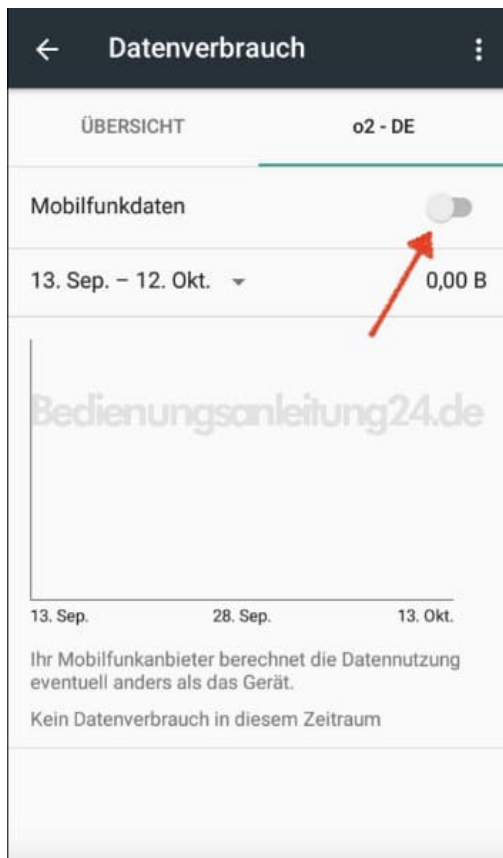 Datenverbrauch
ÜBERSICHT
o2 - DE
Mobilfunkdaten
13. Sep. – 12. Okt.
0,00 B
Bedienungsanleitung24.de
13. Sep.
28. Sep.
13. Okt.
Ihr Mobilfunkanbieter berechnet die Datennutzung
eventuell anders als das Gerät.
Kein Datenverbrauch in diesem Zeitraum